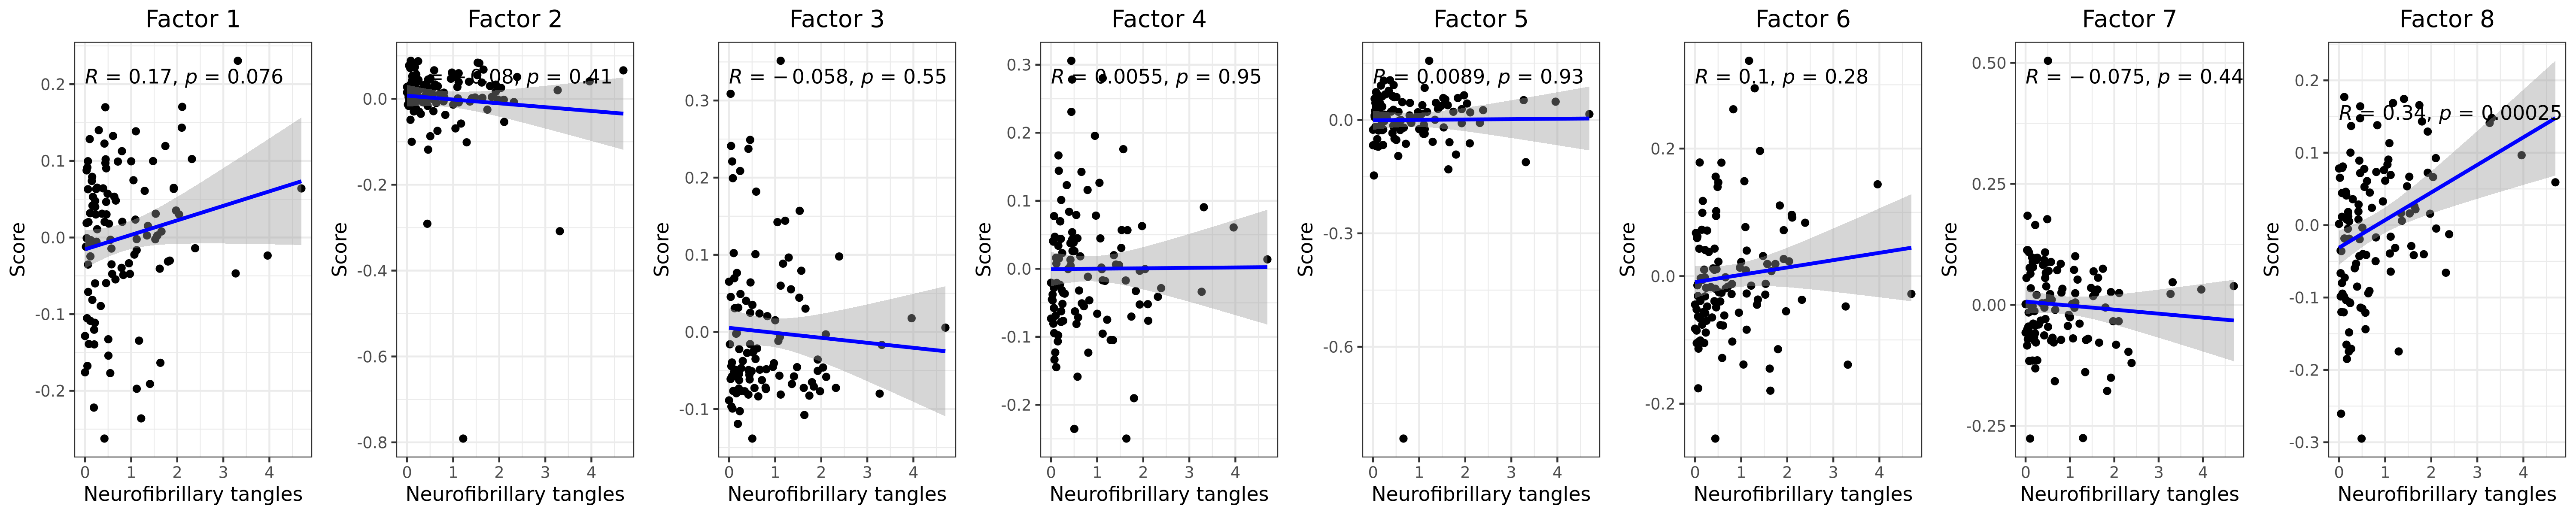 Factor 1
R = 0.17, p = 0.076
Score
0.2
0.1
0.0
-0.1
-0.2
0 1 2 3 4
Neurofibrillary tangles
Factor 2
−0.08, p = 0.41
Score
0.0
-0.2
-0.4
-0.6
-0.8
0 1 2 3 4
Neurofibrillary tangles
Factor 3
R = −0.058, p = 0.55
Score
0.3
0.2
0.1
0.0
-0.1
0 1 2 3 4
Neurofibrillary tangles
Factor 4
R = 0.0055, p = 0.95
Score
0.3
0.2
0.1
0.0
-0.1
-0.2
0 1 2 3 4
Neurofibrillary tangles
Factor 5
R = 0.0089, p = 0.93
Score
0.0
-0.3
-0.6
0 1 2 3 4
Neurofibrillary tangles
Factor 6
R = 0.1, p = 0.28
Score
0.2
0.0
-0.2
0 1 2 3 4
Neurofibrillary tangles
Factor 7
R = −0.075, p = 0.44
Score
0.50
0.25
0.00
-0.25
0 1 2 3 4
Neurofibrillary tangles
Factor 8
R = 0.34, p = 0.00025
Score
0.2
0.1
0.0
-0.1
-0.2
-0.3
0 1 2 3 4
Neurofibrillary tangles